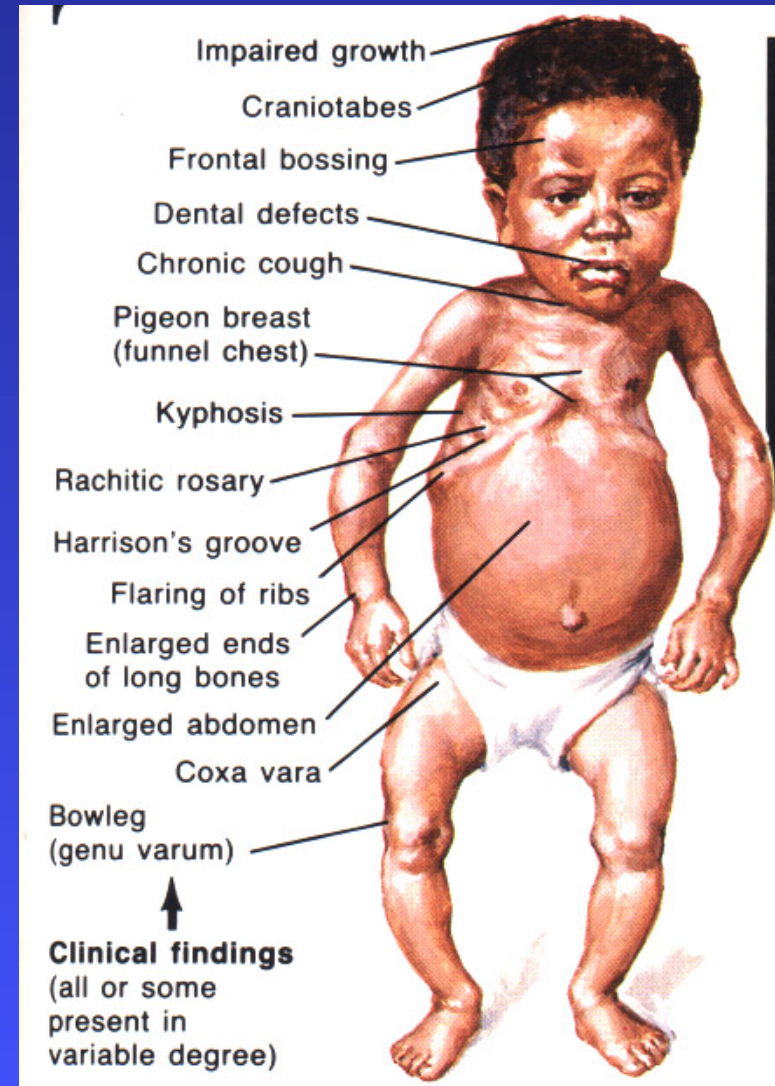 Impaired growth
Craniotabes
Frontal bossing
Dental defects
Chronic cough
Pigeon breast
(funnel chest)
Kyphosis
Rachitic rosary
Harrison's groove
Flaring of ribs
Enlarged ends
of long bones
Enlarged abdomen
Coxa vara
Bowleg
(genu varum)
Clinical findings
(all or some
present in
variable degree)